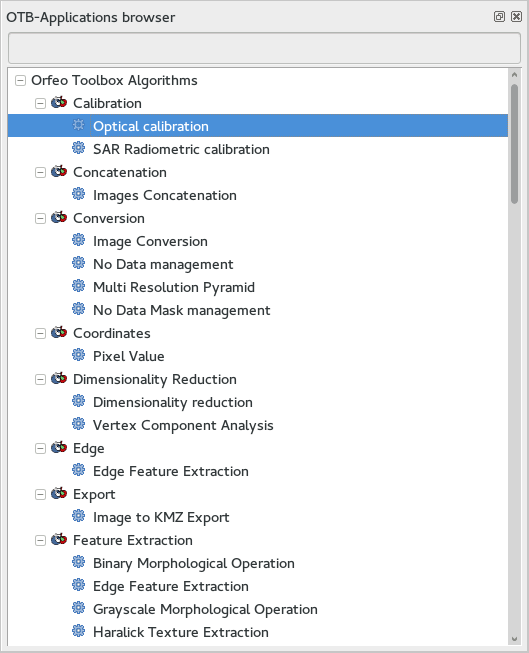 OTB-Applications browser
Orfeo Toolbox Algorithms
Calibration
Optical calibration
SAR Radiometric calibration
Concatenation
Images Concatenation
Conversion
Image Conversion
No Data management
Multi Resolution Pyramid
No Data Mask management
Coordinates
Pixel Value
Dimensionality Reduction
Dimensionality reduction
Vertex Component Analysis
Edge
Edge Feature Extraction
Export
Image to KMZ Export
Feature Extraction
Binary Morphological Operation
Edge Feature Extraction
Grayscale Morphological Operation
Haralick Texture Extraction